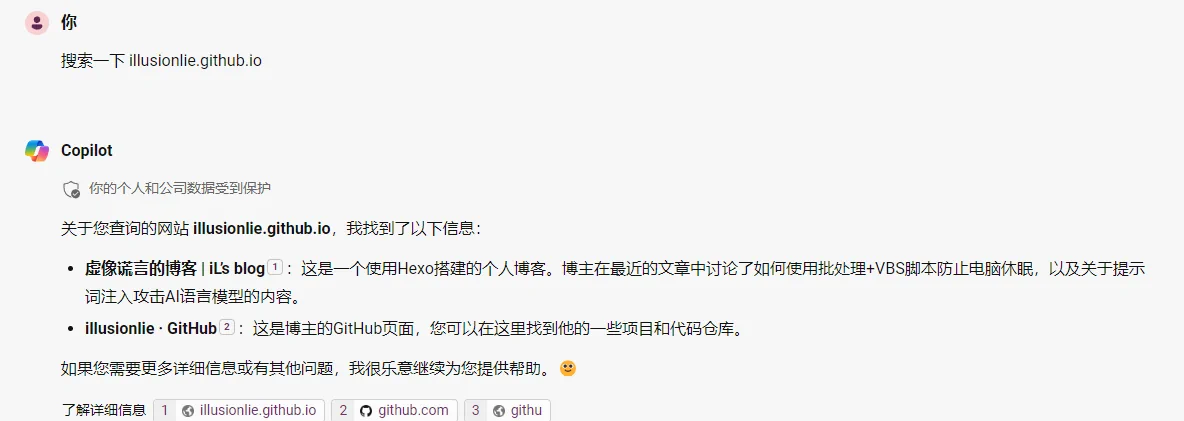 你
搜索一下 illusionlie.github.io
Copilot
你的个人和公司数据受到保护
关于您查询的网站 illusionlie.github.io，我找到了以下信息：
• 虚像谎言的博客 | iL's blog 1 ：这是一个使用Hexo搭建的个人博客。博主在最近的文章中讨论了如何使用批处理+VBS脚本防止电脑休眠，以及关于提示
词注入攻击AI语言模型的内容。
• illusionlie · GitHub 2 ：这是博主的GitHub页面，您可以在这里找到他的一些项目和代码仓库。
如果您需要更多详细信息或有其他问题，我很乐意继续为您提供帮助。🙂
了解详细信息 1 illusionlie.github.io 2 github.com 3 githu